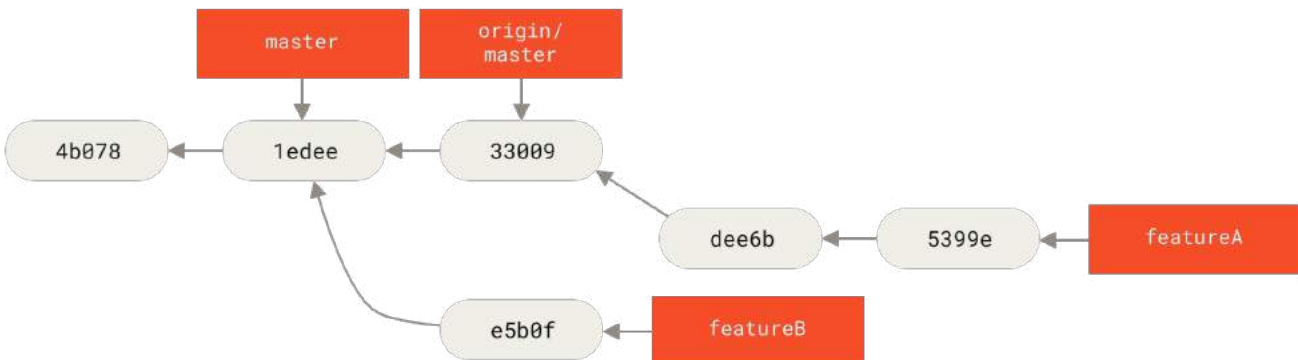 master
origin/
master
4b078
1edee
33009
dee6b
5399e
featureA
e5b0f
featureB